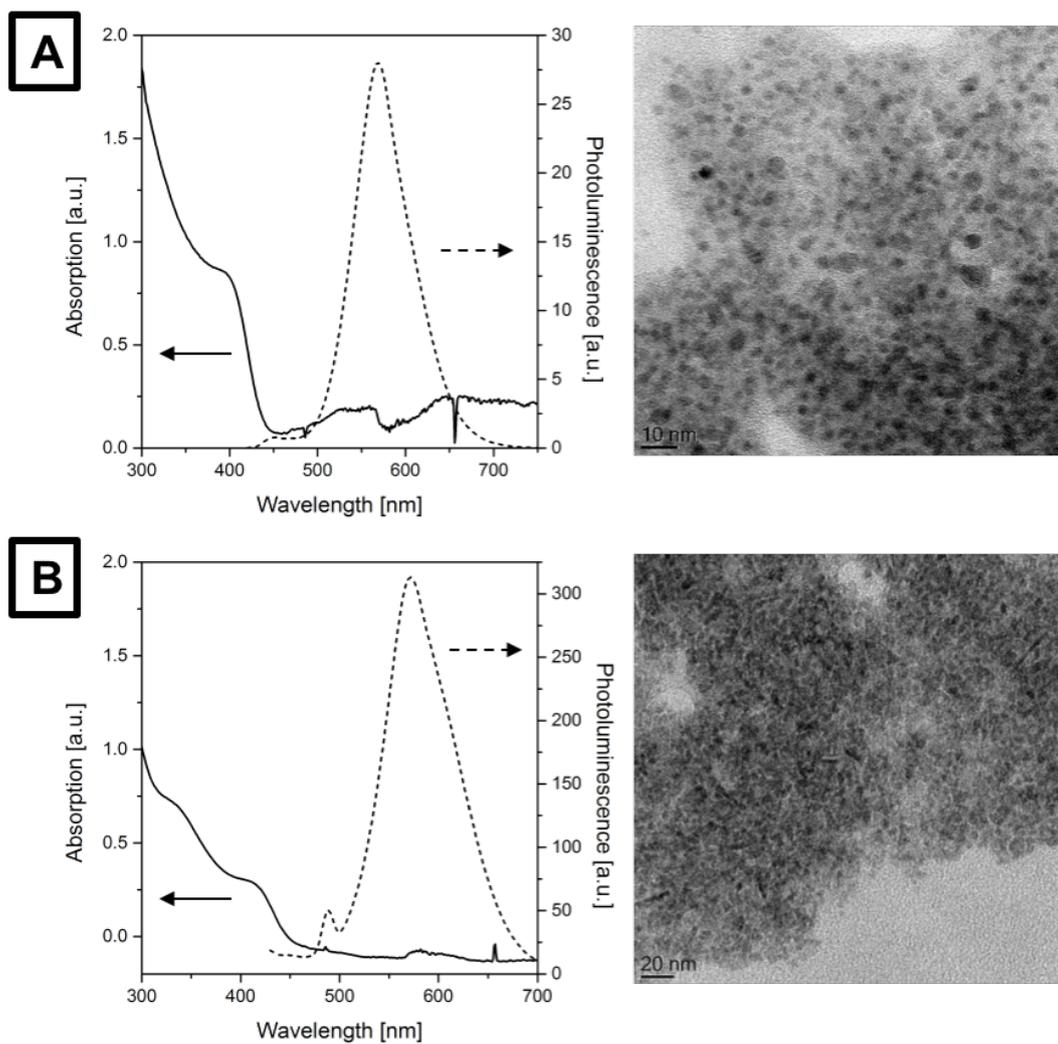 A
2.0
1.5
1.0
0.5
0.0
Absorption [a.u.]
30
25
20
15
10
5
0
Photoluminescence [a.u.]
300 400 500 600 700
Wavelength [nm]
10 nm
B
2.0
1.5
1.0
0.5
0.0
Absorption [a.u.]
300
250
200
150
100
50
0
Photoluminescence [a.u.]
300 400 500 600 700
Wavelength [nm]
20 nm